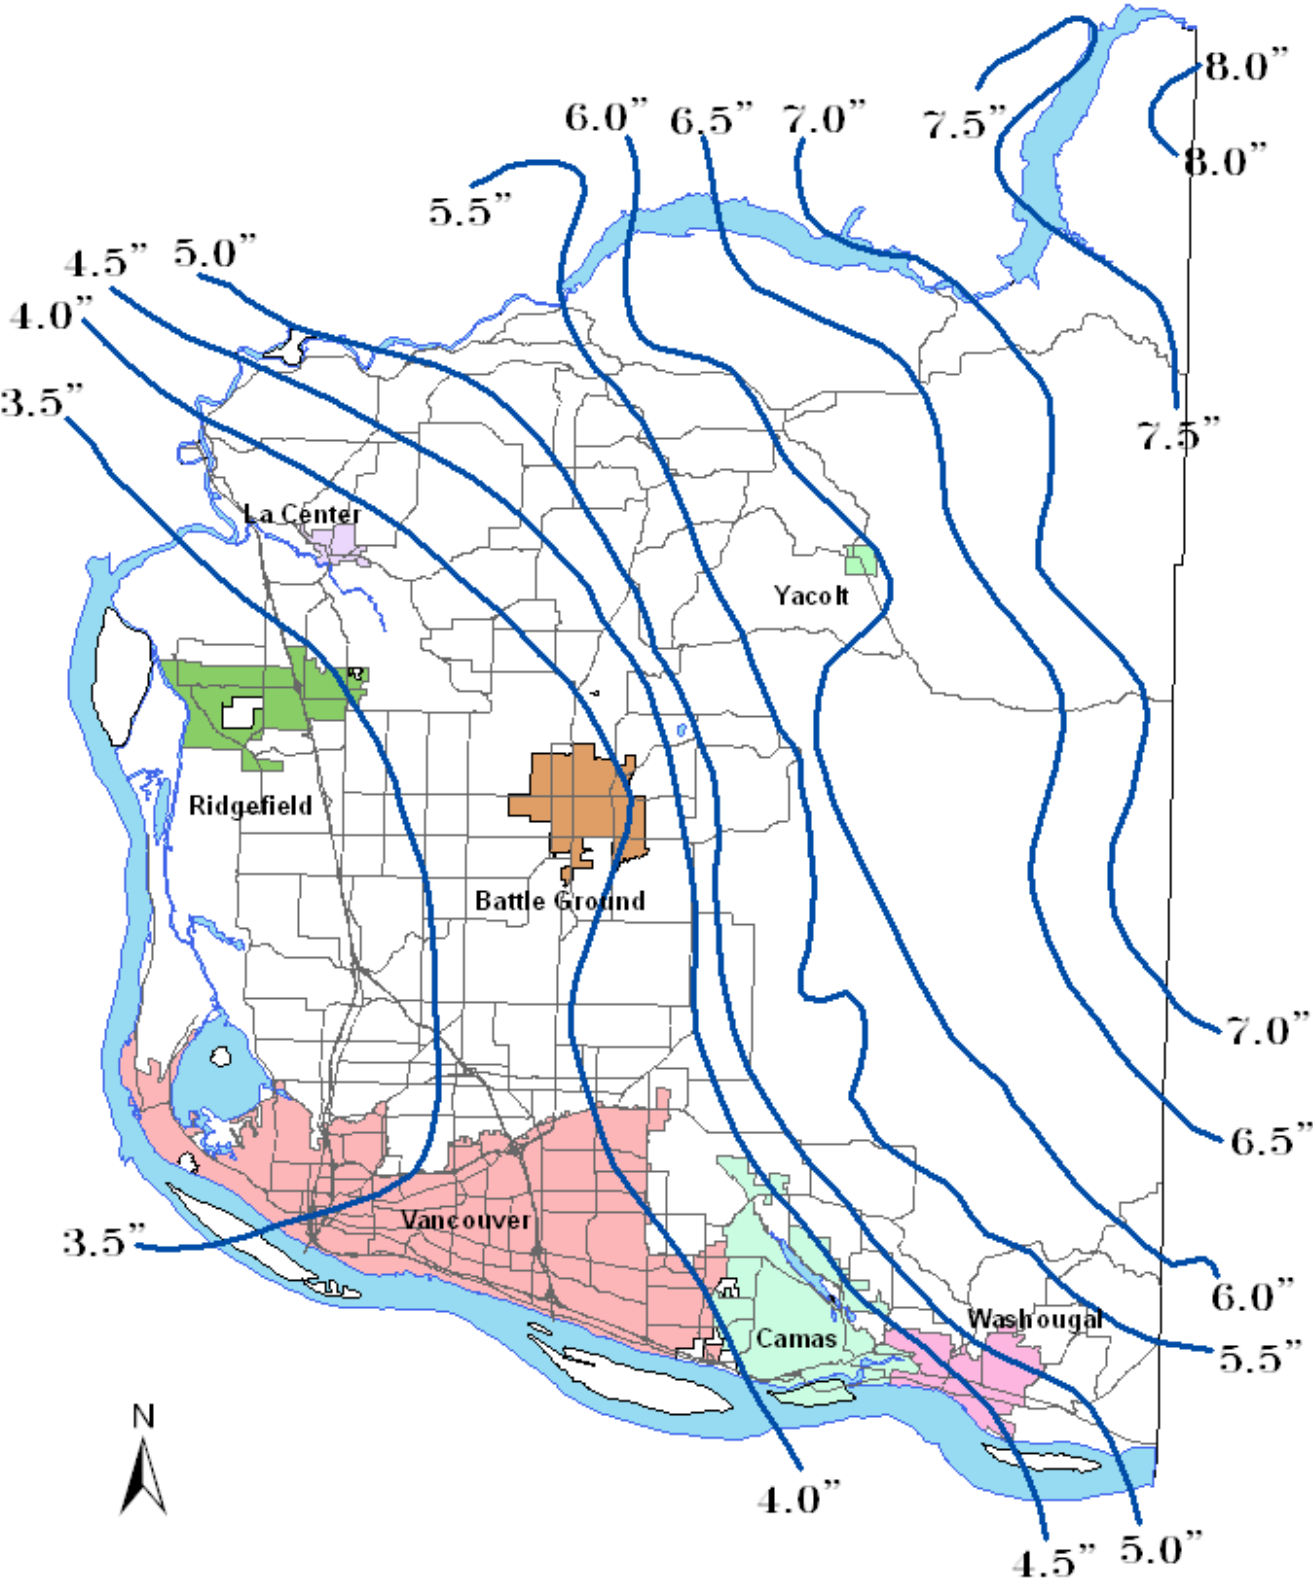 8.0”
6.0” 6.5” 7.0” 7.5”
8.0”
5.5”
4.5” 5.0”
4.0”
3.5”
7.5”
La Center
Yacolt
Ridgefield
Battle Ground
7.0”
6.5”
Vancouver
3.5”
6.0”
Washougal
Camas
5.5”
N
4.0”
4.5” 5.0”